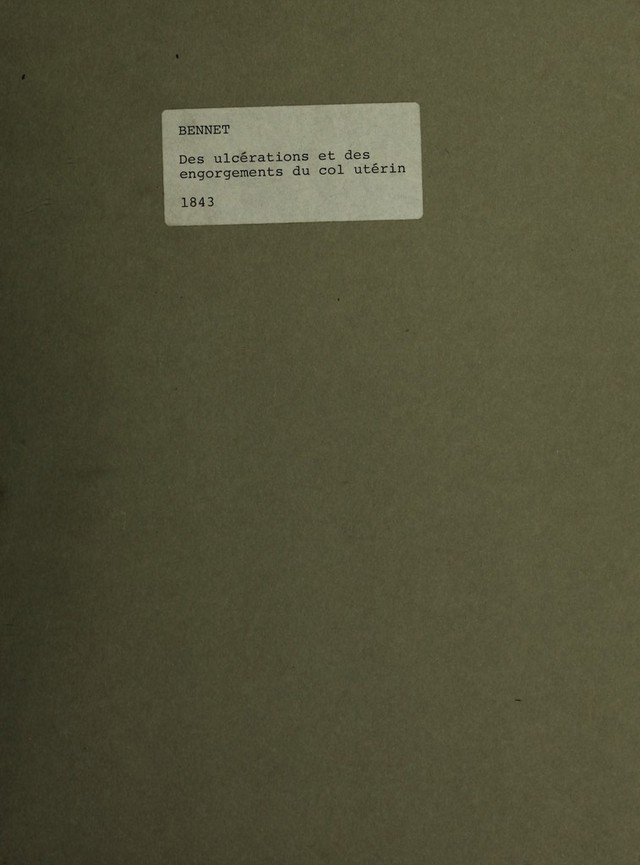 BENNET
Des ulcérations et des
engorgements du col utérin
1843